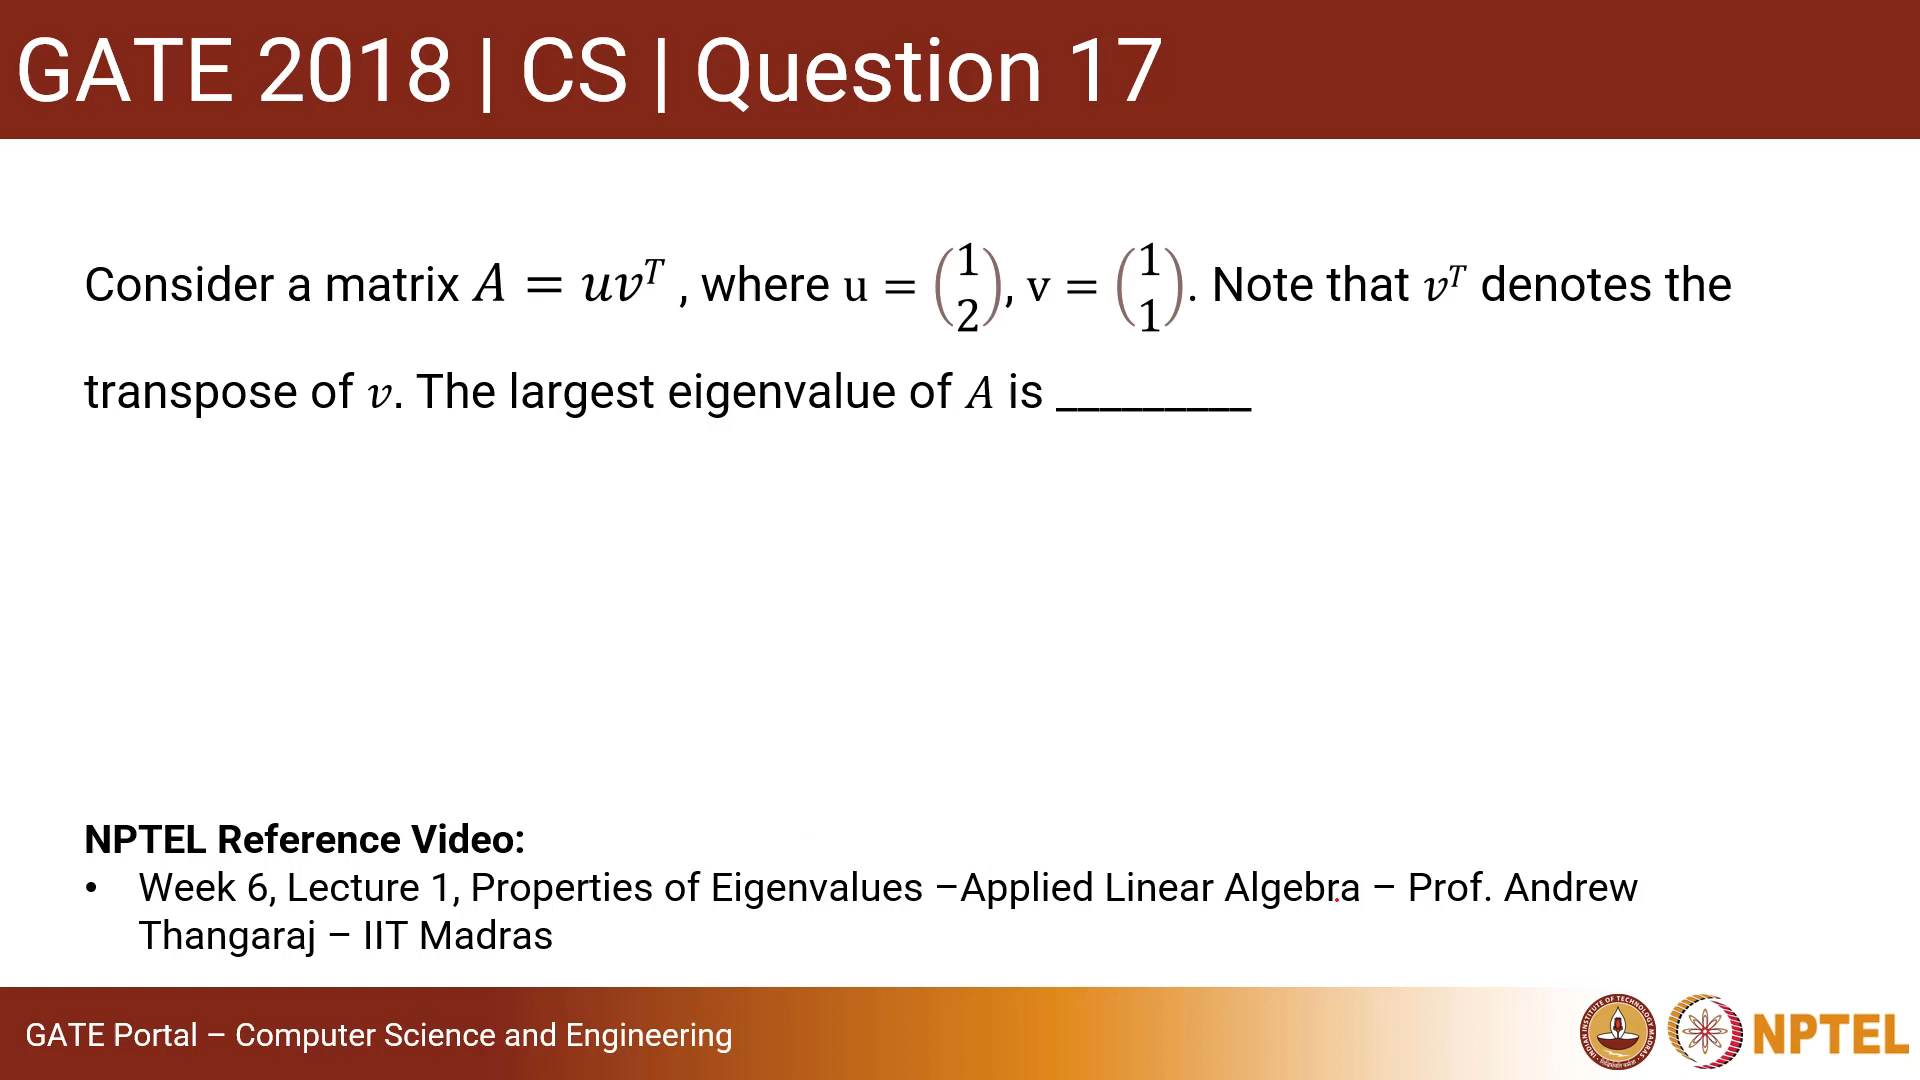 GATE 2018 | CS | Question 17
Consider a matrix A = uv^T , where u = (1 2), v = (1 1). Note that v^T denotes the
transpose of v. The largest eigenvalue of A is _________
NPTEL Reference Video:
• Week 6, Lecture 1, Properties of Eigenvalues –Applied Linear Algebra – Prof. Andrew
Thangaraj – IIT Madras
GATE Portal – Computer Science and Engineering
NPTEL